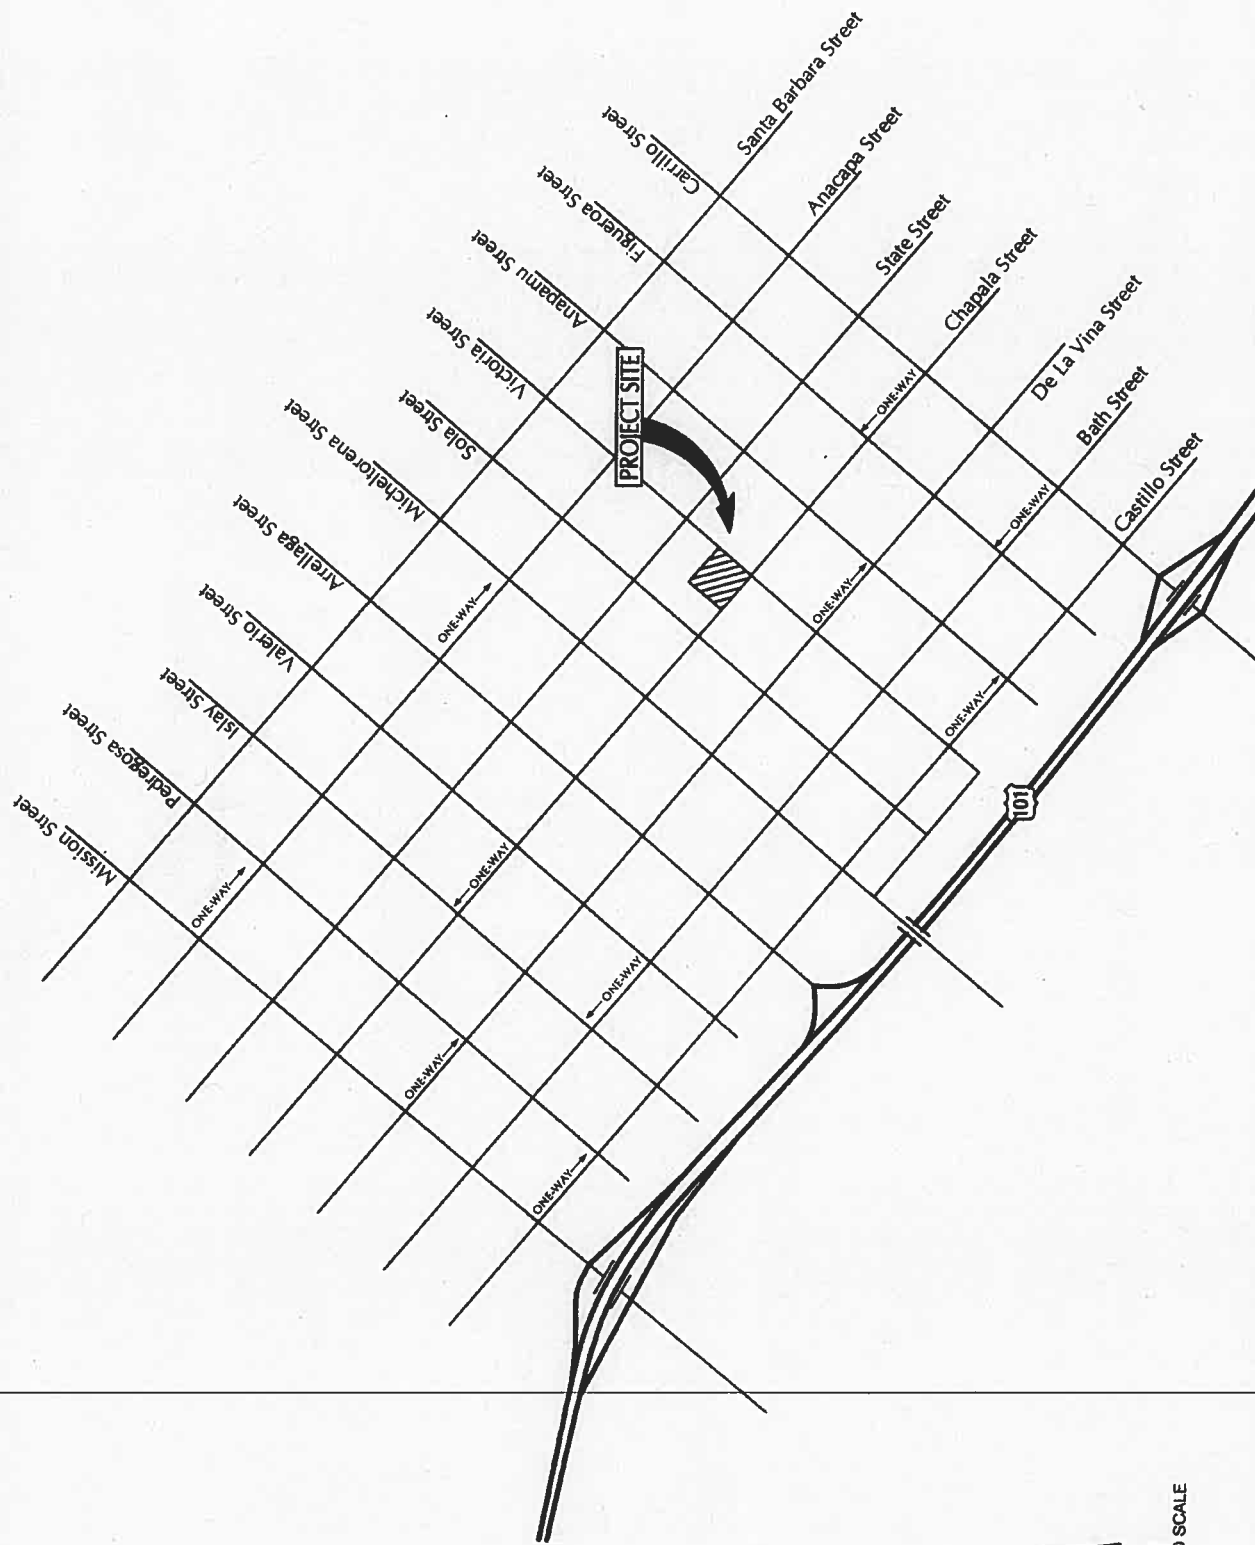 Santa Barbara Street
Anacapa Street
State Street
Chapala Street
De La Vina Street
Bath Street
Castillo Street
Carrillo Street
Figueroa Street
Anapamu Street
Victoria Street
Sola Street
Micheltorena Street
Arrellaga Street
Valerio Street
Islay Street
Pedregosa Street
Mission Street
PROJECT SITE
ONE-WAY
ONE-WAY
ONE-WAY
ONE-WAY
ONE-WAY
ONE-WAY
ONE-WAY
ONE-WAY
ONE-WAY
ONE-WAY
101
SCALE